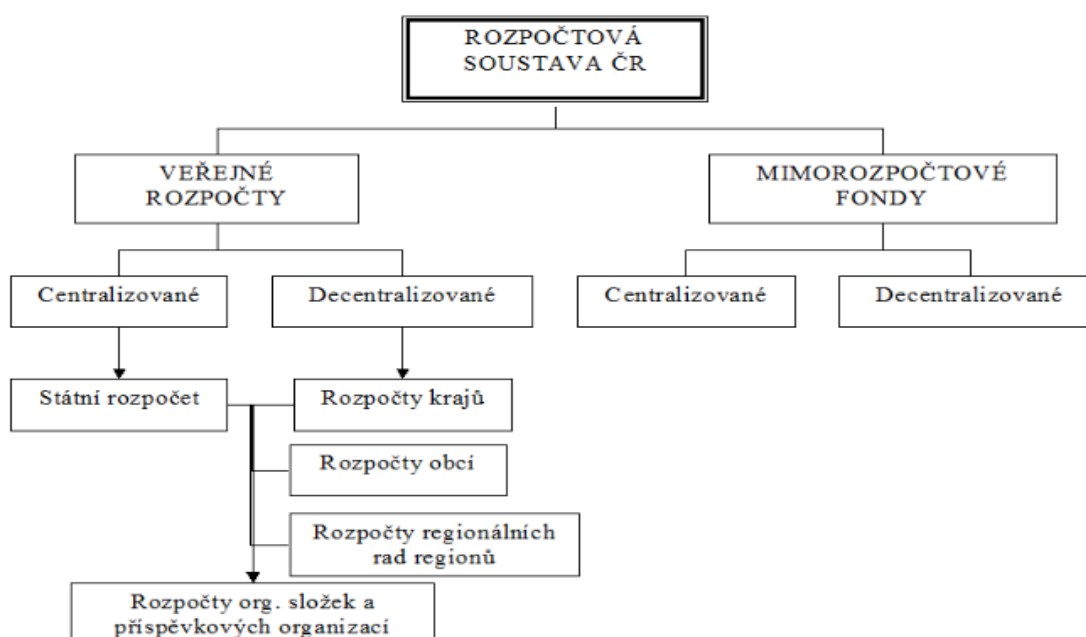 ROZPOČTOVÁ
SOUSTAVA ČR
VEŘEJNÉ
ROZPOČTY
MIMOROZPOČTOVÉ
FONDY
Centralizované
Decentralizované
Centralizované
Decentralizované
Státní rozpočet
Rozpočty krajů
Rozpočty obcí
Rozpočty regionálních
rad regionů
Rozpočty org. složek a
příspěvkových organizací